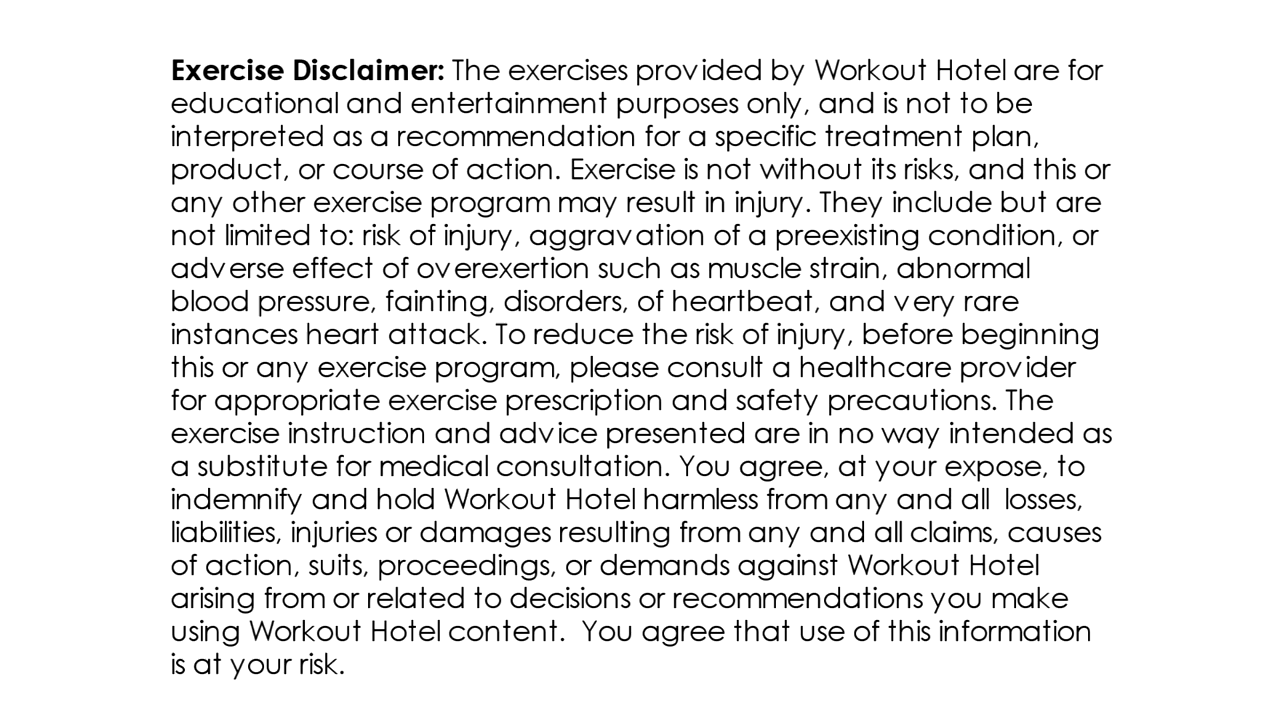 Exercise Disclaimer: The exercises provided by Workout Hotel are for
educational and entertainment purposes only, and is not to be
interpreted as a recommendation for a specific treatment plan,
product, or course of action. Exercise is not without its risks, and this or
any other exercise program may result in injury. They include but are
not limited to: risk of injury, aggravation of a preexisting condition, or
adverse effect of overexertion such as muscle strain, abnormal
blood pressure, fainting, disorders, of heartbeat, and very rare
instances heart attack. To reduce the risk of injury, before beginning
this or any exercise program, please consult a healthcare provider
for appropriate exercise prescription and safety precautions. The
exercise instruction and advice presented are in no way intended as
a substitute for medical consultation. You agree, at your expose, to
indemnify and hold Workout Hotel harmless from any and all  losses,
liabilities, injuries or damages resulting from any and all claims, causes
of action, suits, proceedings, or demands against Workout Hotel
arising from or related to decisions or recommendations you make
using Workout Hotel content.  You agree that use of this information
is at your risk.